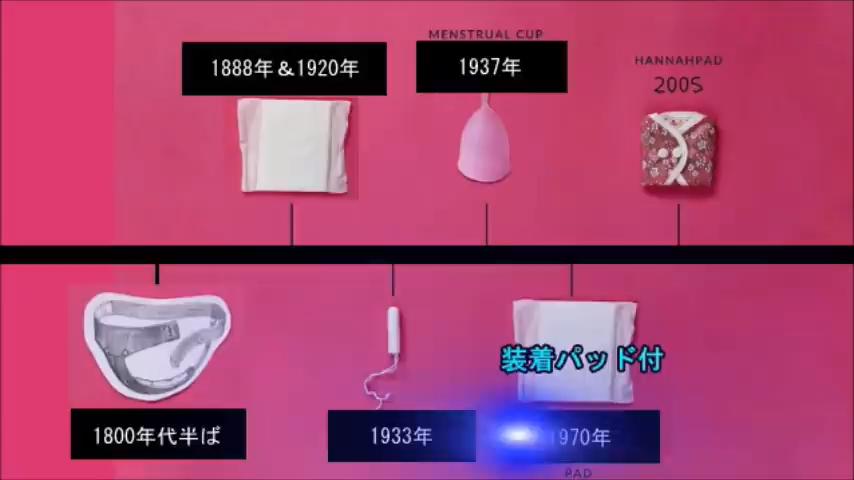 MENSTRUAL CUP
1888年&1920年
1937年
HANNAHPAD
200S
装着パッド付
1800年代半ば
1933年
1970年
PAD